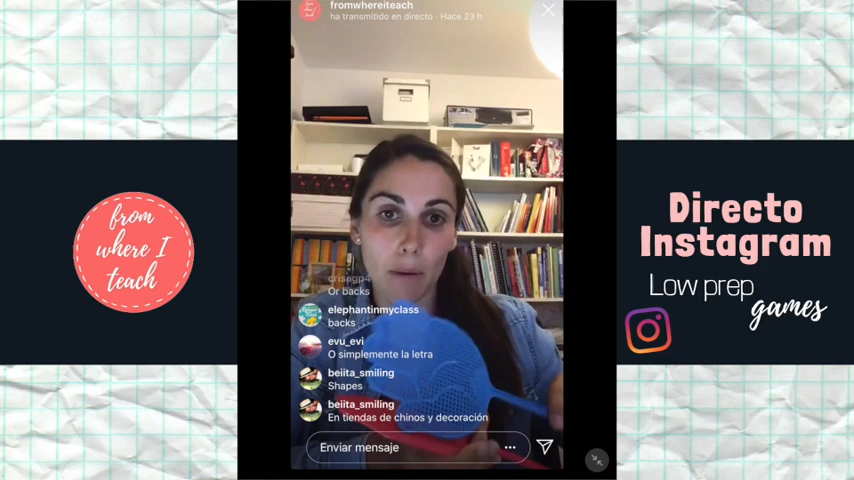 fromwhereiteach
ha transmitido en directo · Hace 23 h
from
where I
teach
Directo
Instagram
Low prep
games
crisagp4
Or backs
elephantinmyclass
backs
evu_evi
O simplemente la letra
beiita_smiling
Shapes
beiita_smiling
En tiendas de chinos y decoración
Enviar mensaje